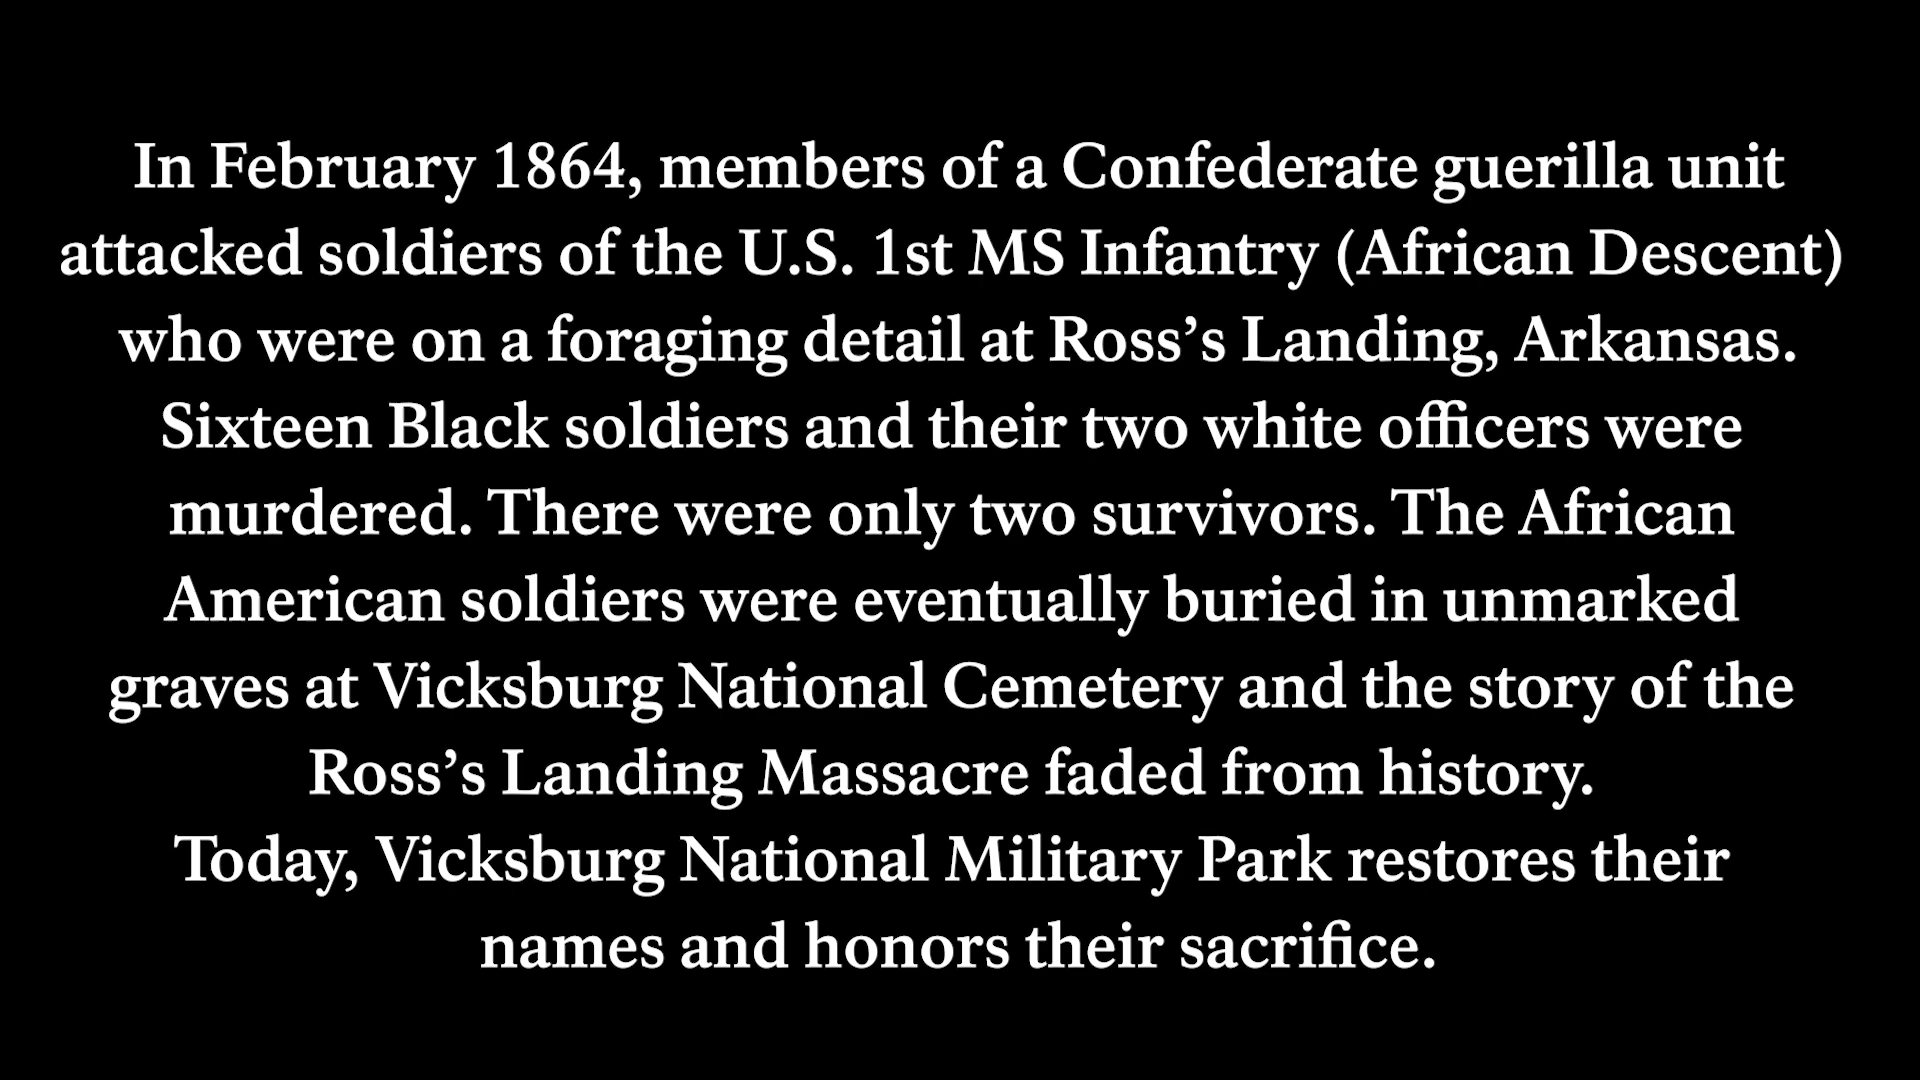 In February 1864, members of a Confederate guerilla unit
attacked soldiers of the U.S. 1st MS Infantry (African Descent)
who were on a foraging detail at Ross’s Landing, Arkansas.
Sixteen Black soldiers and their two white officers were
murdered. There were only two survivors. The African
American soldiers were eventually buried in unmarked
graves at Vicksburg National Cemetery and the story of the
Ross’s Landing Massacre faded from history.
Today, Vicksburg National Military Park restores their
names and honors their sacrifice.